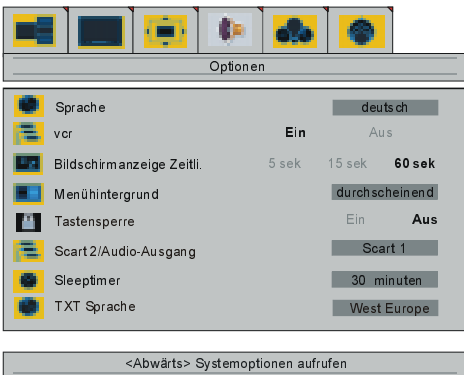 Optionen
Sprache deutsch
vcr Ein Aus
Bildschirmanzeige Zeitli. 5 sek 15 sek 60 sek
Menühintergrund durchscheinend
Tastensperre Ein Aus
Scart 2/Audio-Ausgang Scart 1
Sleeptimer 30 minuten
TXT Sprache West Europe
<Abwärts> Systemoptionen aufrufen